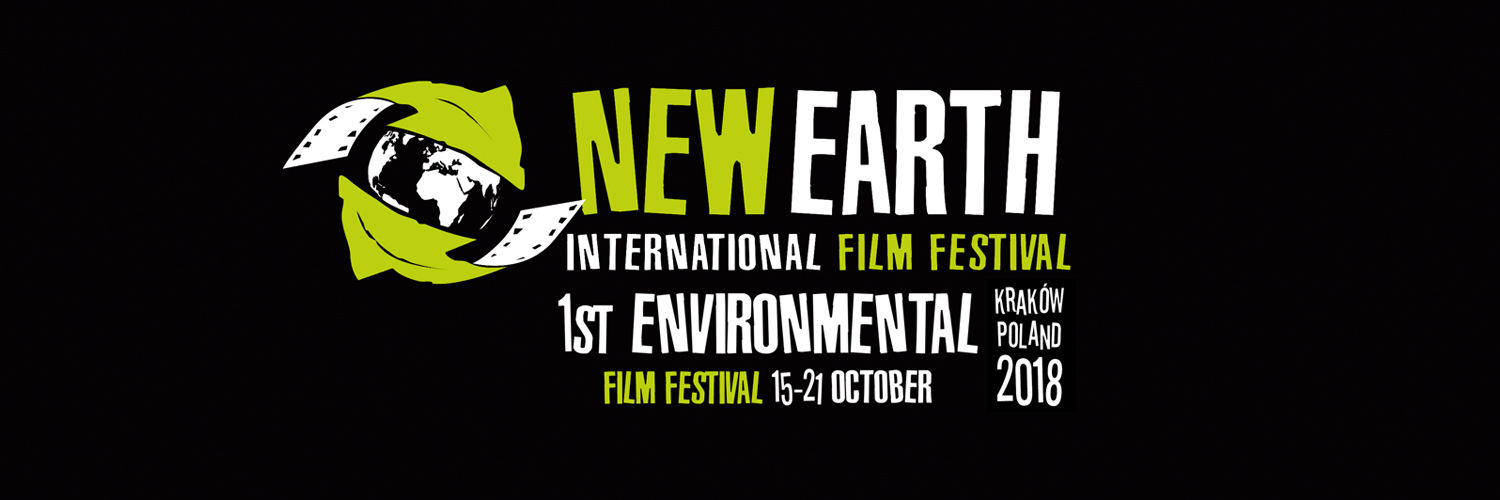 NEW EARTH
INTERNATIONAL FILM FESTIVAL
1ST ENVIRONMENTAL
FILM FESTIVAL 15-21 OCTOBER
KRAKÓW
POLAND
2018